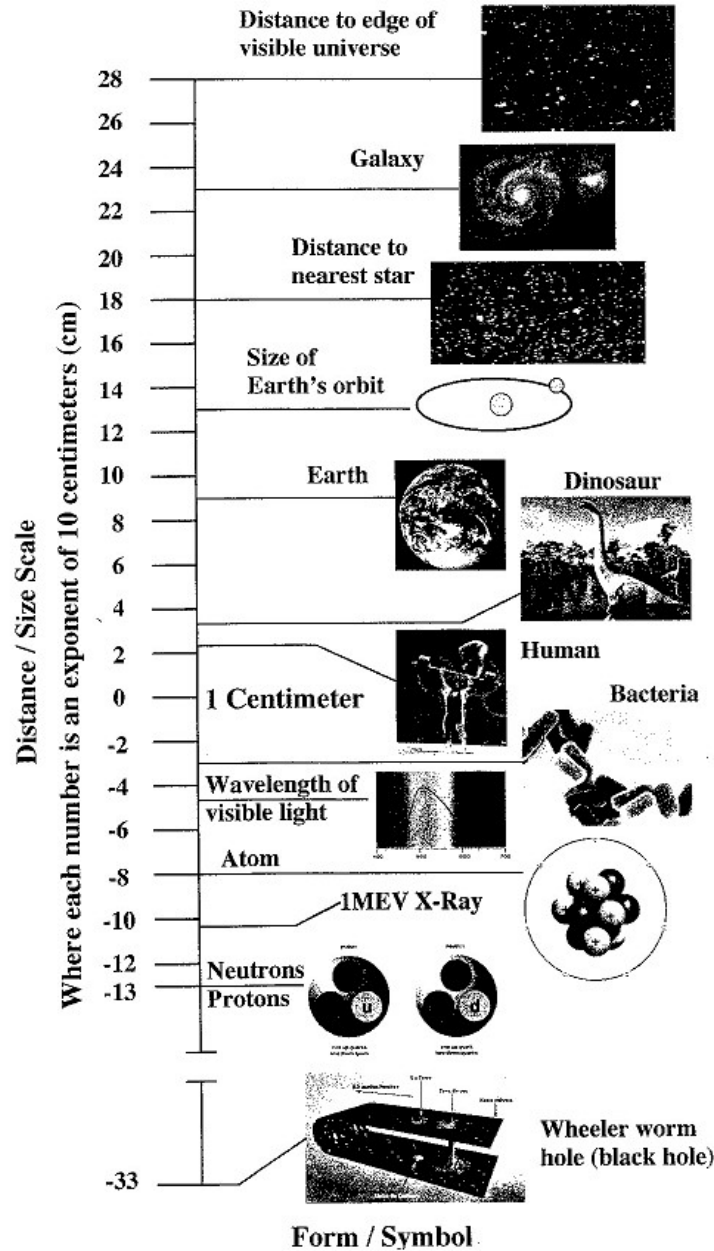 Distance to edge of
visible universe
28
26
Galaxy
24
22
Distance to
nearest star
20
18
16
Size of
Earth's orbit
14
12
Earth
10
Dinosaur
8
6
4
Human
2
0
1 Centimeter
Bacteria
-2
Wavelength of
visible light
-4
-6
Atom
-8
1MEV X-Ray
-10
-12
Neutrons
-13
Protons
u
d
Wheeler worm
hole (black hole)
-33
Form / Symbol
Distance / Size Scale
Where each number is an exponent of 10 centimeters (cm)